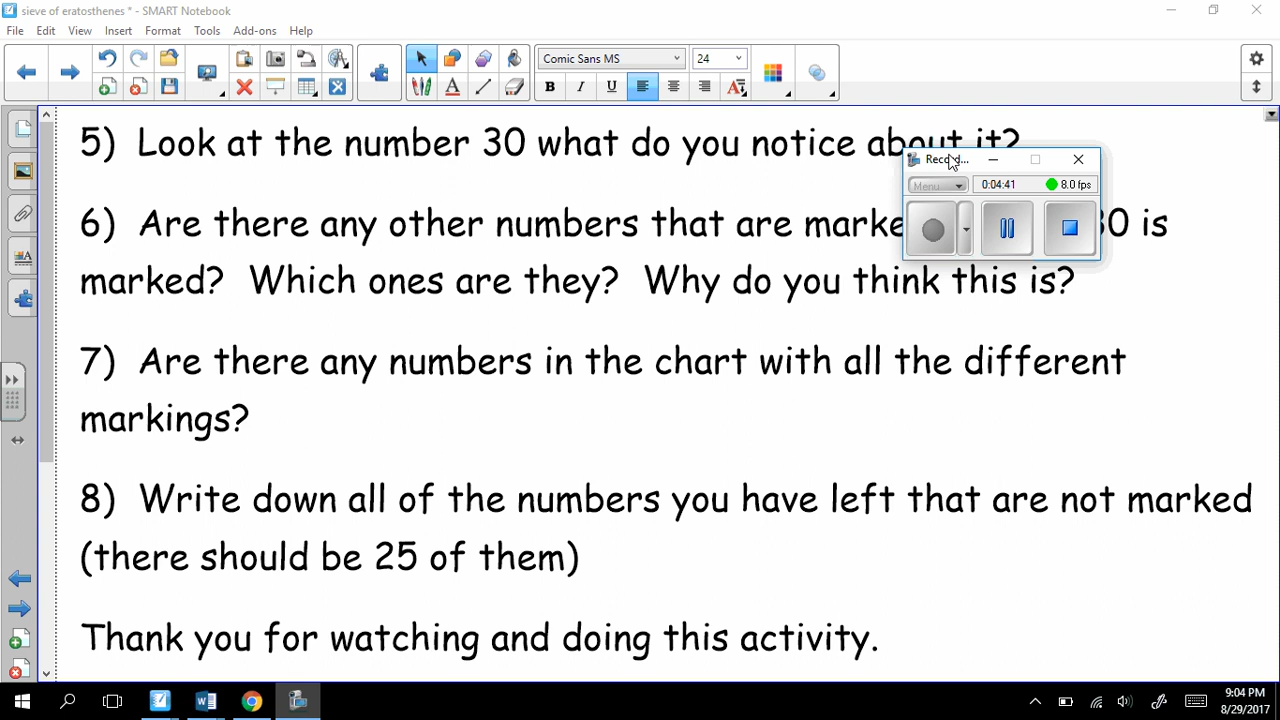 sieve of eratosthenes * - SMART Notebook
File Edit View Insert Format Tools Add-ons Help
Comic Sans MS 24
B I U
5) Look at the number 30 what do you notice about it?
Recor...
Menu 0:04:41 8.0 fps
6) Are there any other numbers that are marke 30 is
marked? Which ones are they? Why do you think this is?
7) Are there any numbers in the chart with all the different
markings?
8) Write down all of the numbers you have left that are not marked
(there should be 25 of them)
Thank you for watching and doing this activity.
9:04 PM
8/29/2017